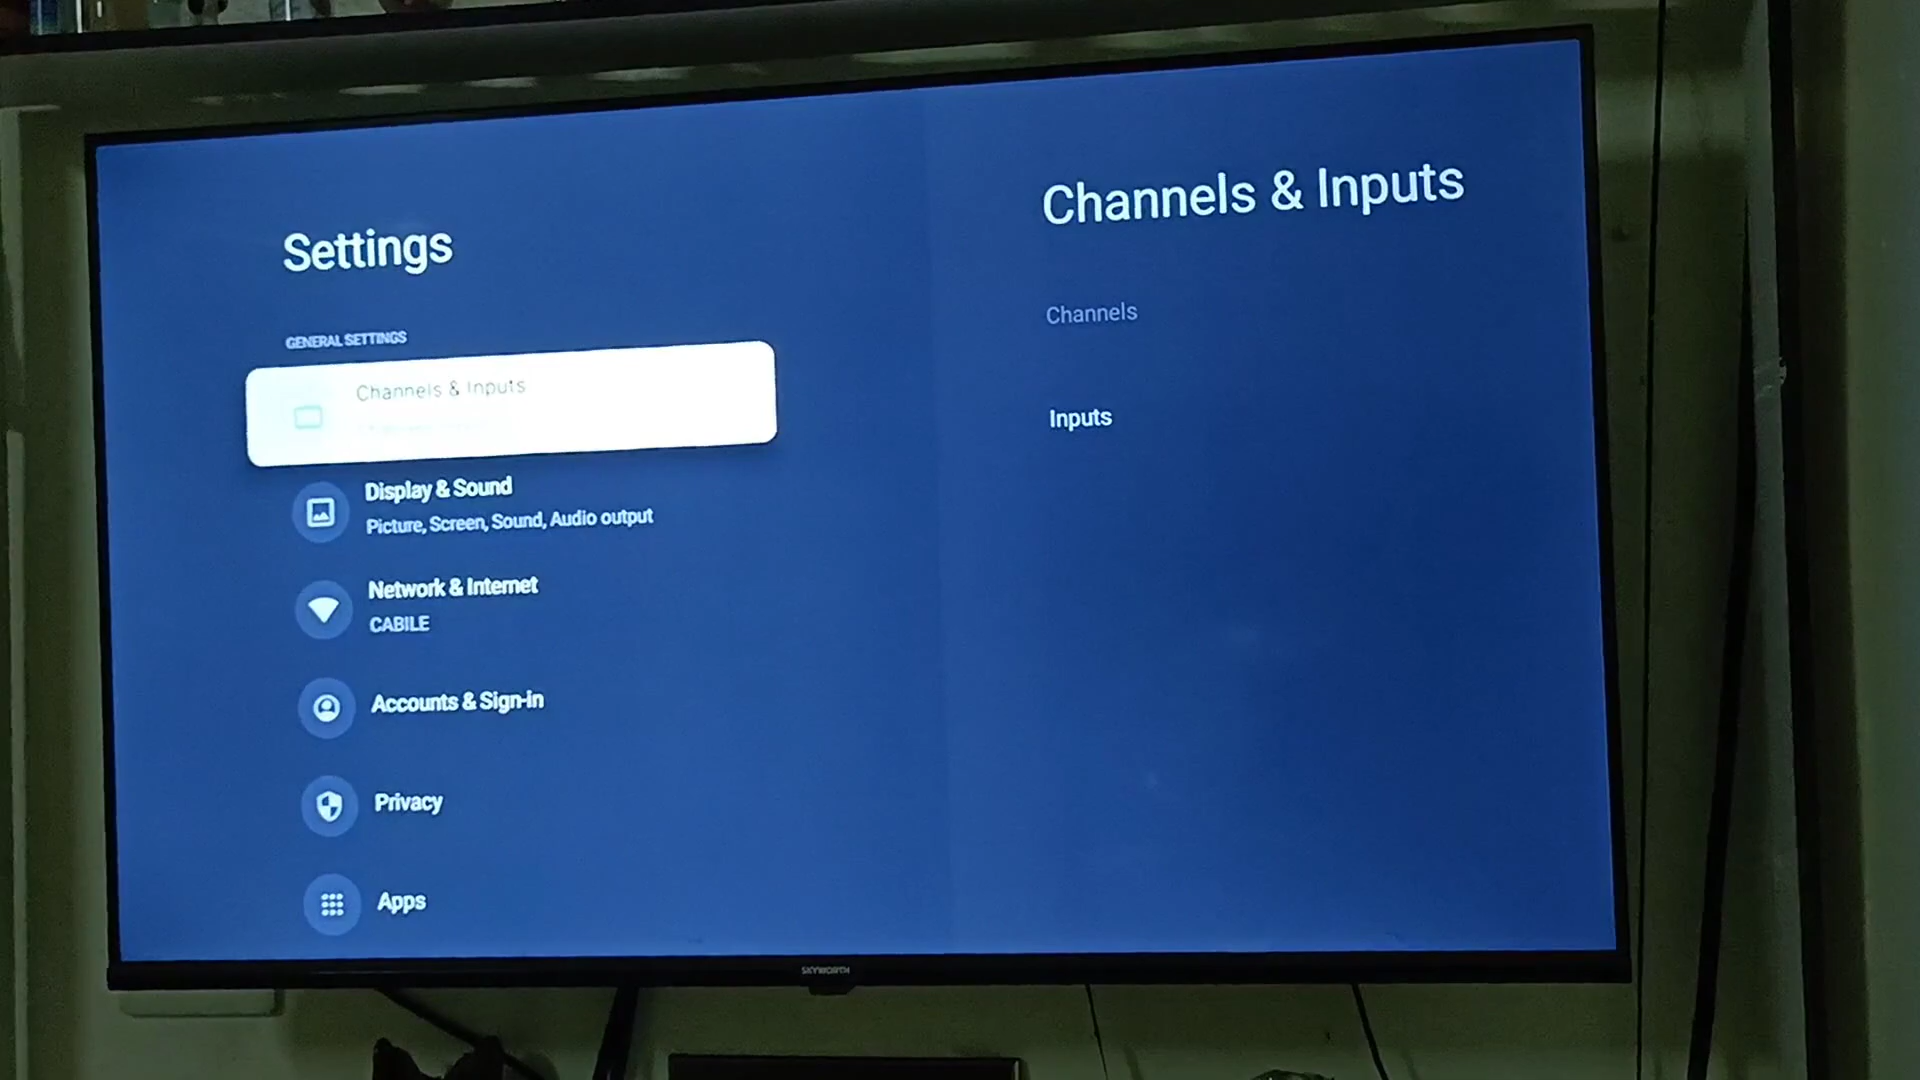 Settings
GENERAL SETTINGS
Channels & Inputs
Display & Sound
Picture, Screen, Sound, Audio output
Network & Internet
CABILE
Accounts & Sign-in
Privacy
Apps
Channels & Inputs
Channels
Inputs
SKYWORTH